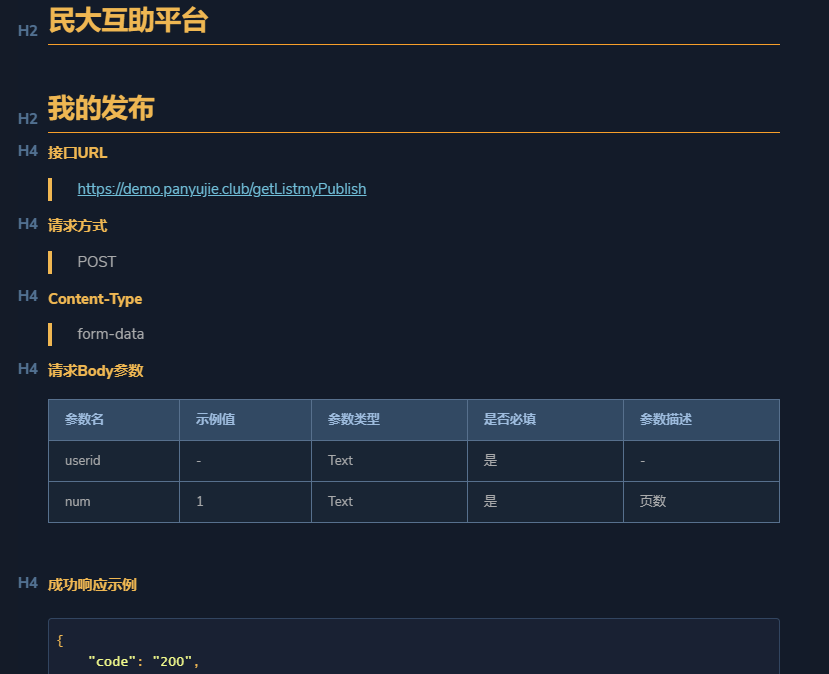 H2 民大互助平台
H2 我的发布
H4 接口URL
https://demo.panyujie.club/getListmyPublish
H4 请求方式
POST
H4 Content-Type
form-data
H4 请求Body参数
参数名 示例值 参数类型 是否必填 参数描述
userid - Text 是 -
num 1 Text 是 页数
H4 成功响应示例
{
"code": "200",